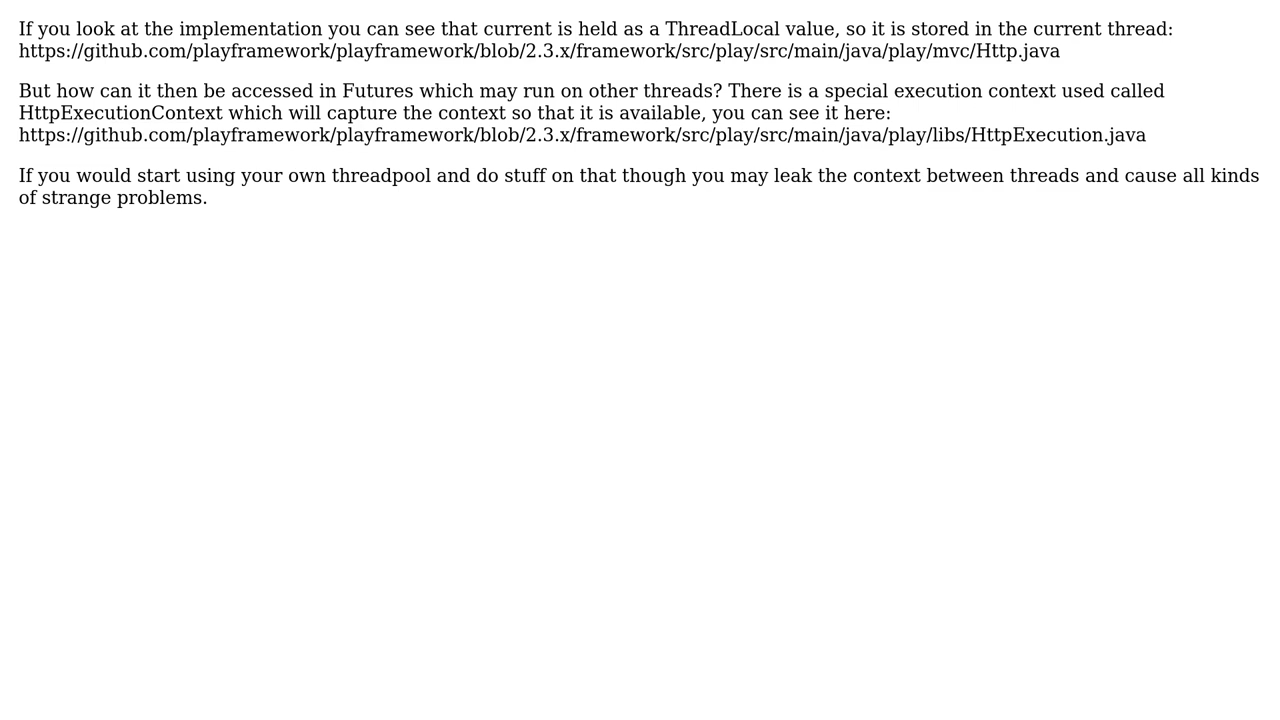 If you look at the implementation you can see that current is held as a ThreadLocal value, so it is stored in the current thread:
https://github.com/playframework/playframework/blob/2.3.x/framework/src/play/src/main/java/play/mvc/Http.java
But how can it then be accessed in Futures which may run on other threads? There is a special execution context used called
HttpExecutionContext which will capture the context so that it is available, you can see it here:
https://github.com/playframework/playframework/blob/2.3.x/framework/src/play/src/main/java/play/libs/HttpExecution.java
If you would start using your own threadpool and do stuff on that though you may leak the context between threads and cause all kinds
of strange problems.